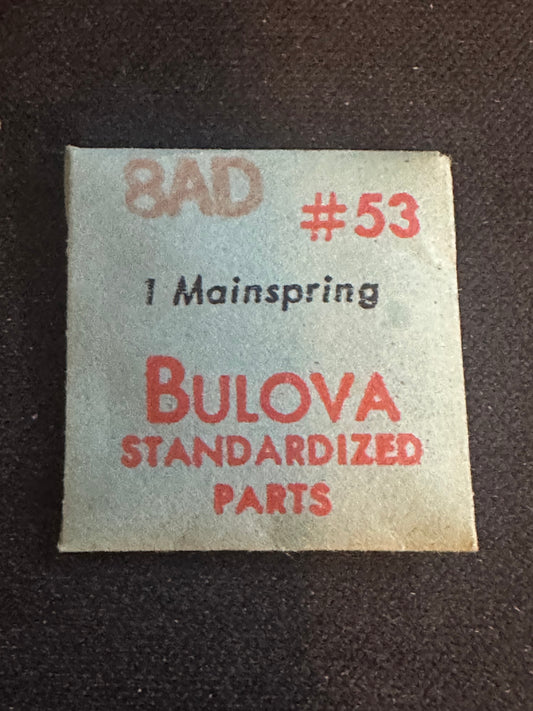 8AD
#53
1 Mainspring
BULOVA
STANDARDIZED
PARTS